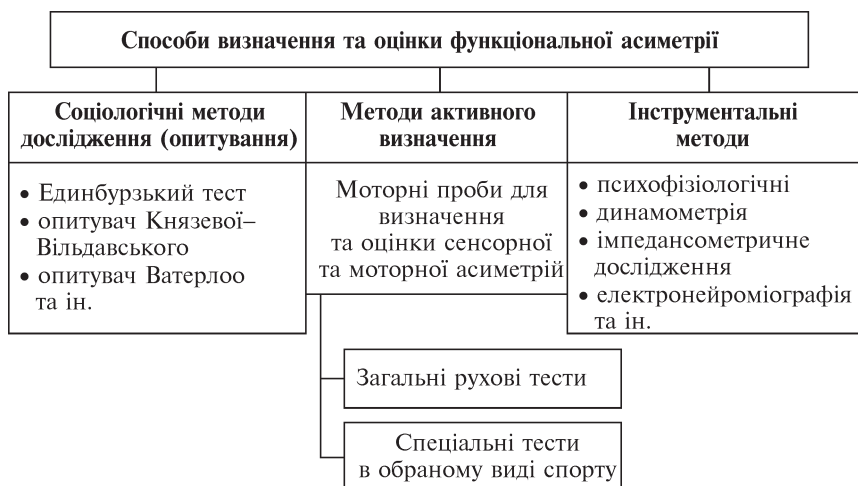 Способи визначення та оцінки функціональної асиметрії
Соціологічні методи
дослідження (опитування)
• Единбурзький тест
• опитувач Князевої–
Вільдавського
• опитувач Ватерлоо
та ін.
Методи активного
визначення
Моторні проби для
визначення
та оцінки сенсорної
та моторної асиметрій
Інструментальні
методи
• психофізіологічні
• динамометрія
• імпедансометричне
дослідження
• електронейроміографія
та ін.
Загальні рухові тести
Спеціальні тести
в обраному виді спорту